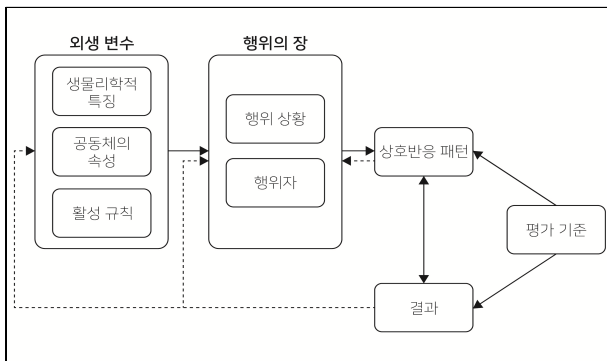 외생 변수
생물리학적
특징
공동체의
속성
활성 규칙
행위의 장
행위 상황
행위자
상호반응 패턴
평가 기준
결과